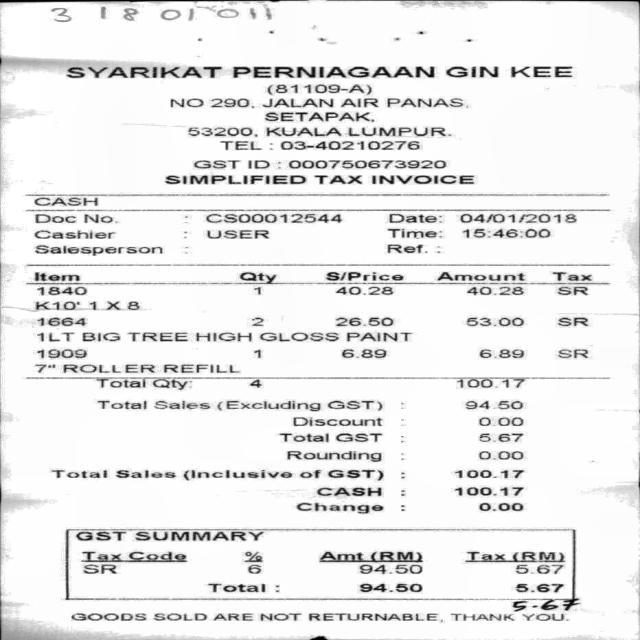 3 18 01 011
SYARIKAT PERNIAGAAN GIN KEE
(81109-A)
NO 290, JALAN AIR PANAS,
SETAPAK,
53200, KUALA LUMPUR.
TEL : 03-40210276
GST ID : 000750673920
SIMPLIFIED TAX INVOICE
CASH
Doc No. : CS00012544 Date: 04/01/2018
Cashier : USER Time: 15:46:00
Salesperson : Ref. :
Item Qty S/Price Amount Tax
1840 1 40.28 40.28 SR
K10' 1 X 8
1664 2 26.50 53.00 SR
1LT BIG TREE HIGH GLOSS PAINT
1909 1 6.89 6.89 SR
7" ROLLER REFILL
Total Qty: 4 100.17
Total Sales (Excluding GST) : 94.50
Discount : 0.00
Total GST : 5.67
Rounding : 0.00
Total Sales (Inclusive of GST) : 100.17
CASH : 100.17
Change : 0.00
GST SUMMARY
Tax Code % Amt (RM) Tax (RM)
SR 6 94.50 5.67
Total : 94.50 5.67
5.67
GOODS SOLD ARE NOT RETURNABLE, THANK YOU.